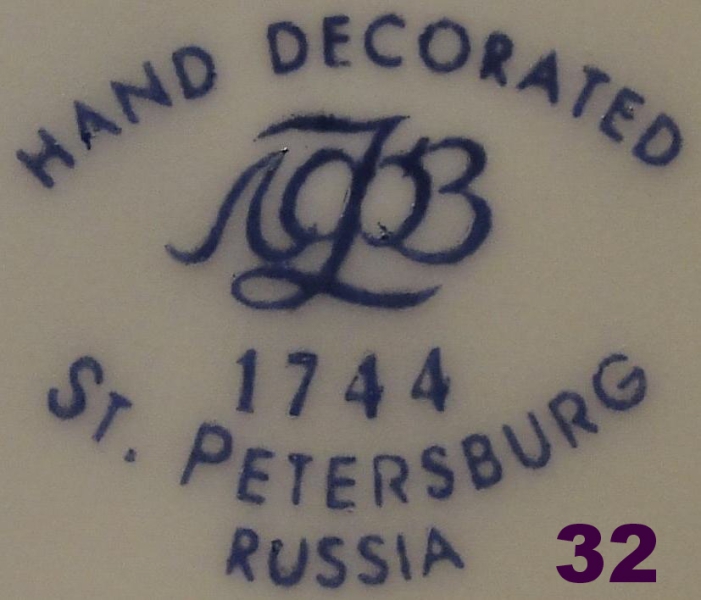 HAND DECORATED
ЛФЗ
1744
ST. PETERSBURG
RUSSIA
32